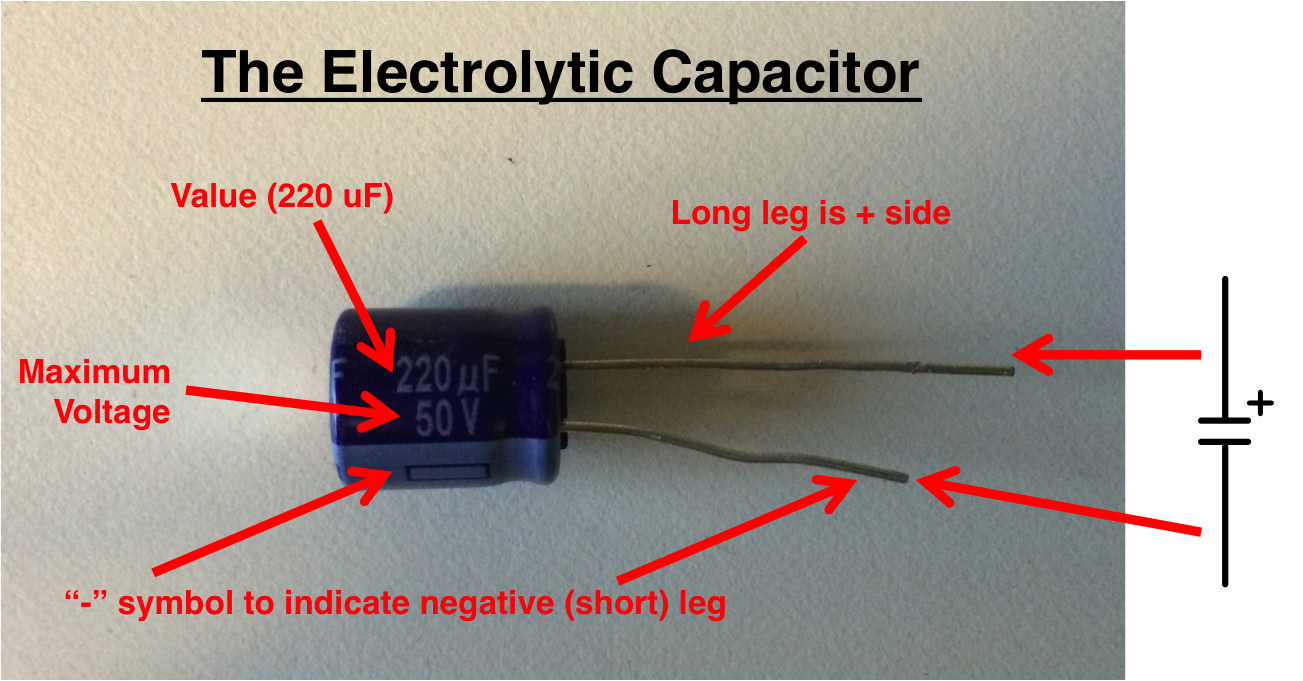 The Electrolytic Capacitor
Value (220 uF)
Long leg is + side
Maximum
Voltage
F 220 µF 2
50 V
+
“-” symbol to indicate negative (short) leg